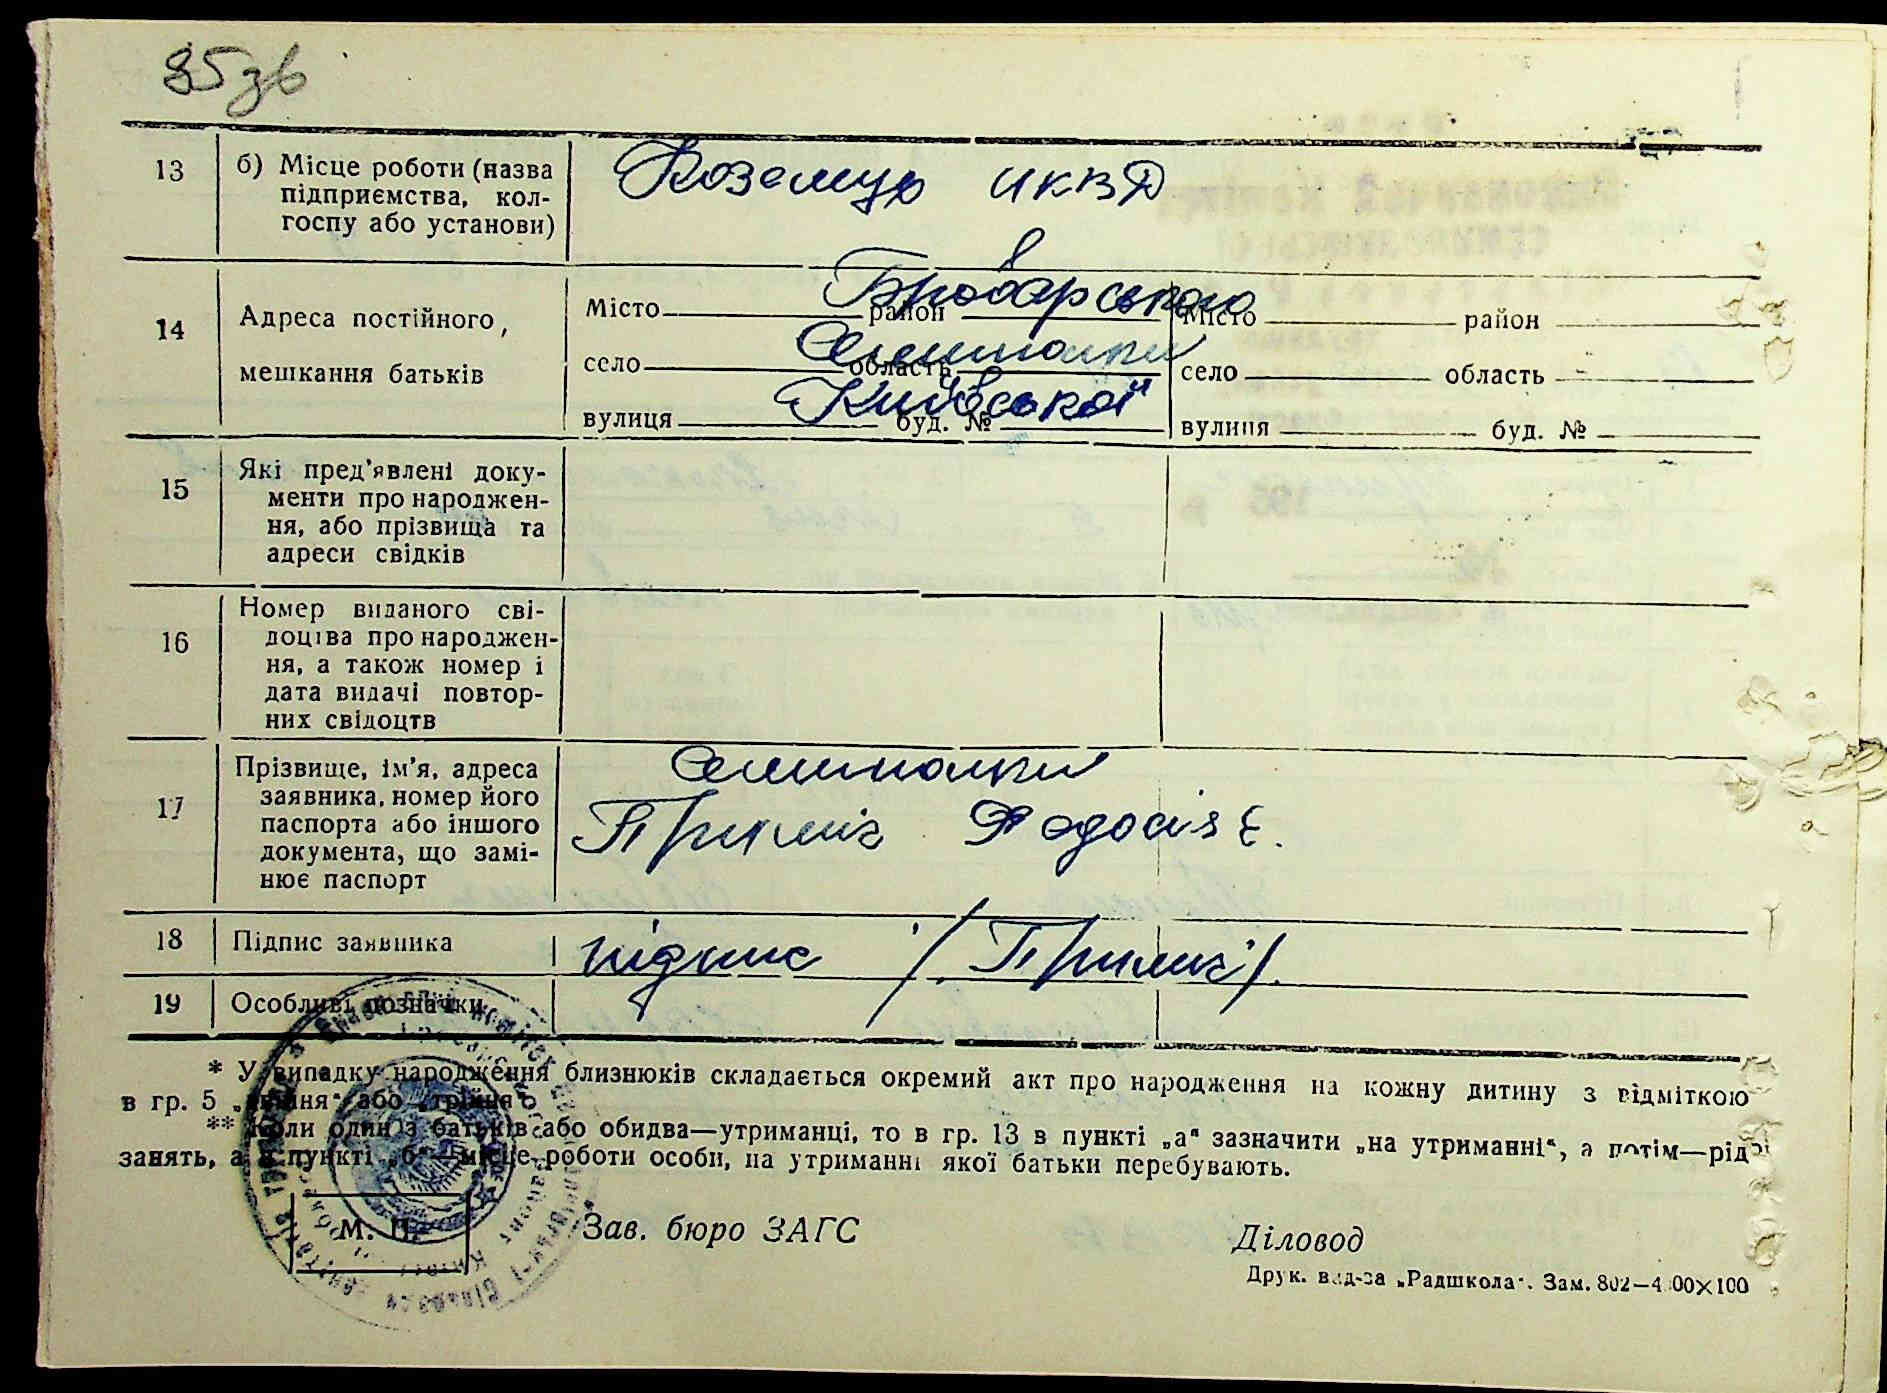 85зв
13
б) Місце роботи (назва
підприємства, кол-
госпу або установи)
Коземець НКВД
14
Адреса постійного,
мешкання батьків
Місто район
Броварського
Місто район
село область
Семиполки
село область
вулиця буд. №
Київської
вулиця буд. №
15
Які пред'явлені доку-
менти про народжен-
ня, або прізвища та
адреси свідків
16
Номер виданого сві-
доцтва про народжен-
ня, а також номер і
дата видачі повтор-
них свідоцтв
17
Прізвище, ім'я, адреса
заявника, номер його
паспорта або іншого
документа, що замі-
нює паспорт
Семиполки
Федосія Є.
18
Підпис заявника
підпис
19
Особливі позначки
* У випадку народження близнюків складається окремий акт про народження на кожну дитину з відміткою
в гр. 5 „двійня“ або „трійня“.
** Коли один з батьків або обидва—утриманці, то в гр. 13 в пункті „а“ зазначити „на утриманні“, а потім—рід
занять, а в пункті „б“—місце роботи особи, на утриманні якої батьки перебувають.
М. П.
Зав. бюро ЗАГС
Діловод
Друк. вид-ва „Радшкола“. Зам. 802—4000×100